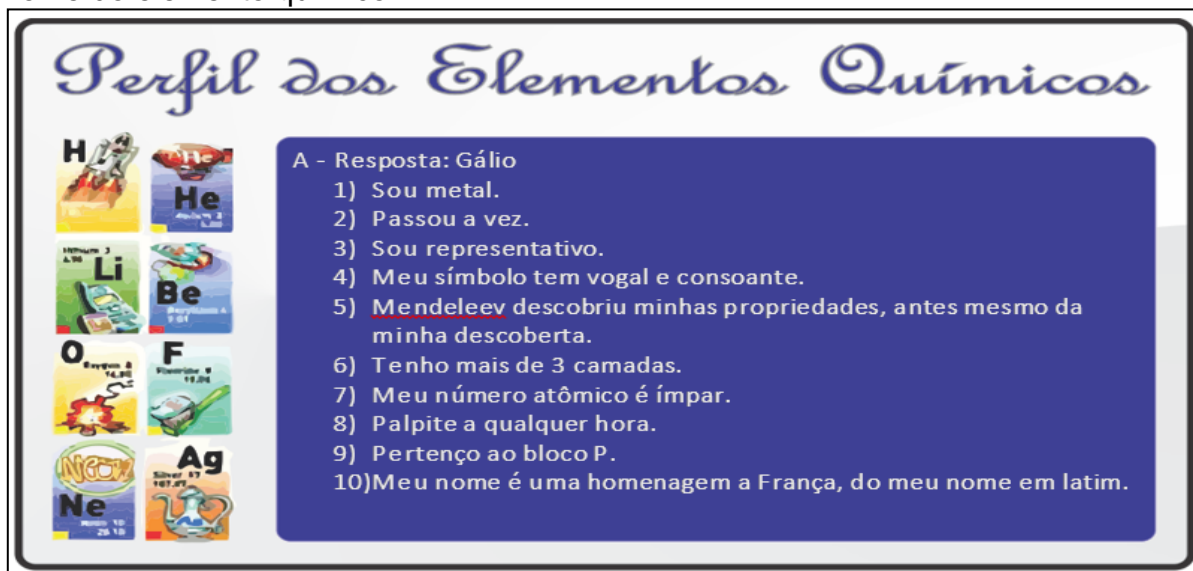 Perfil dos Elementos Químicos
A - Resposta: Gálio
1) Sou metal.
2) Passou a vez.
3) Sou representativo.
4) Meu símbolo tem vogal e consoante.
5) Mendeleev descobriu minhas propriedades, antes mesmo da
minha descoberta.
6) Tenho mais de 3 camadas.
7) Meu número atômico é ímpar.
8) Palpite a qualquer hora.
9) Pertenço ao bloco P.
10)Meu nome é uma homenagem a França, do meu nome em latim.
H
He
Li
Be
O
F
Ne
Ag
Silver 47